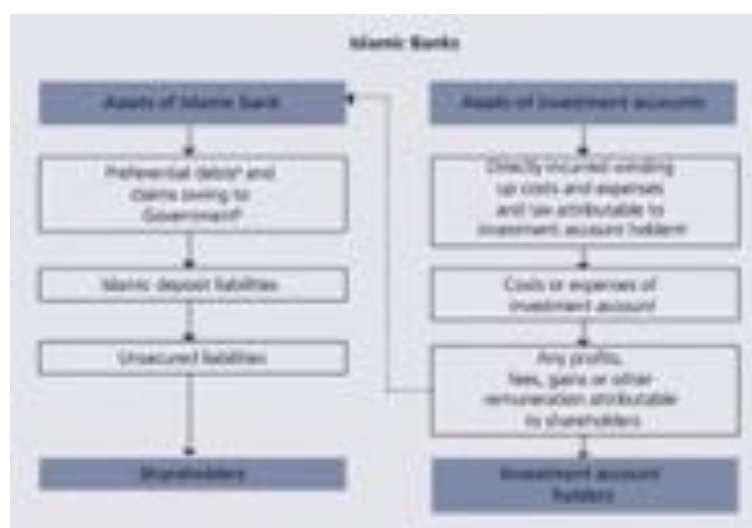 Islamic Banks
Assets of Islamic bank
Preferential debts and
claims owing to
Government
Islamic deposit liabilities
Unsecured liabilities
Shareholders
Assets of investment accounts
Directly incurred winding
up costs and expenses
and tax attributable to
investment account holders
Costs or expenses of
investment account
Any profits,
fees, gains or other
remuneration attributable
to shareholders
Investment account
holders